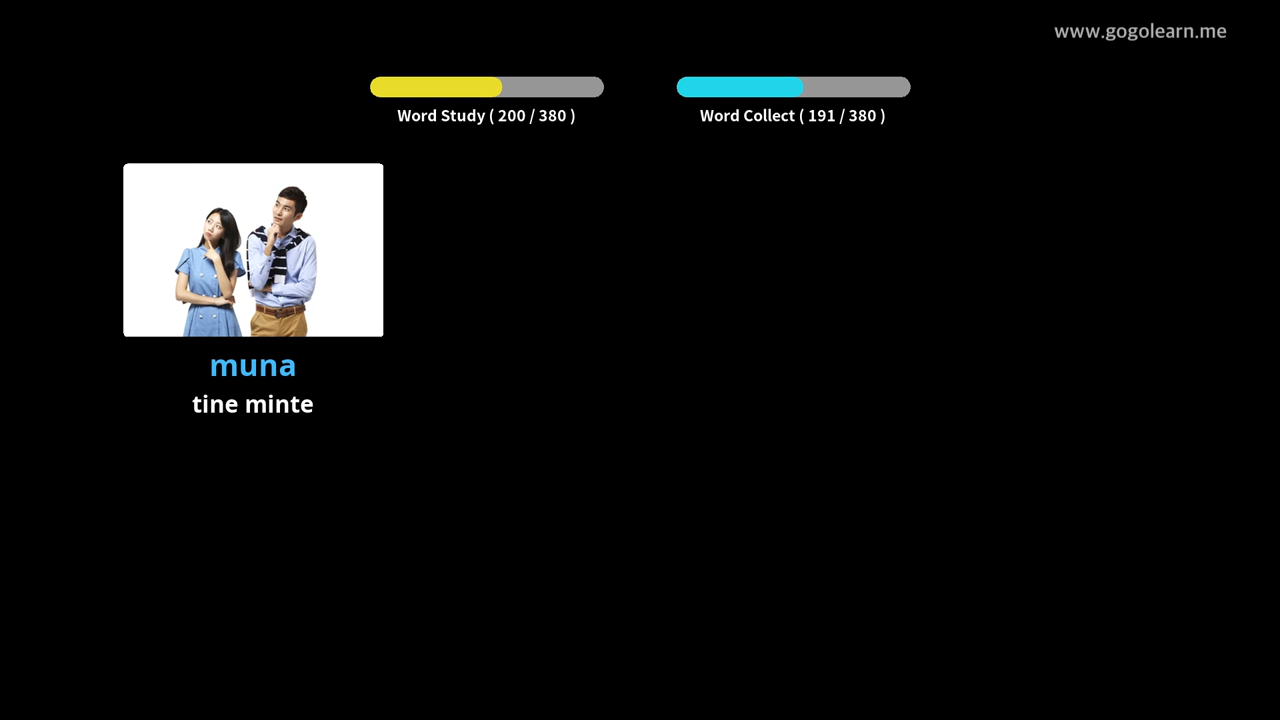 www.gogolearn.me
Word Study ( 200 / 380 )
Word Collect ( 191 / 380 )
muna
tine minte